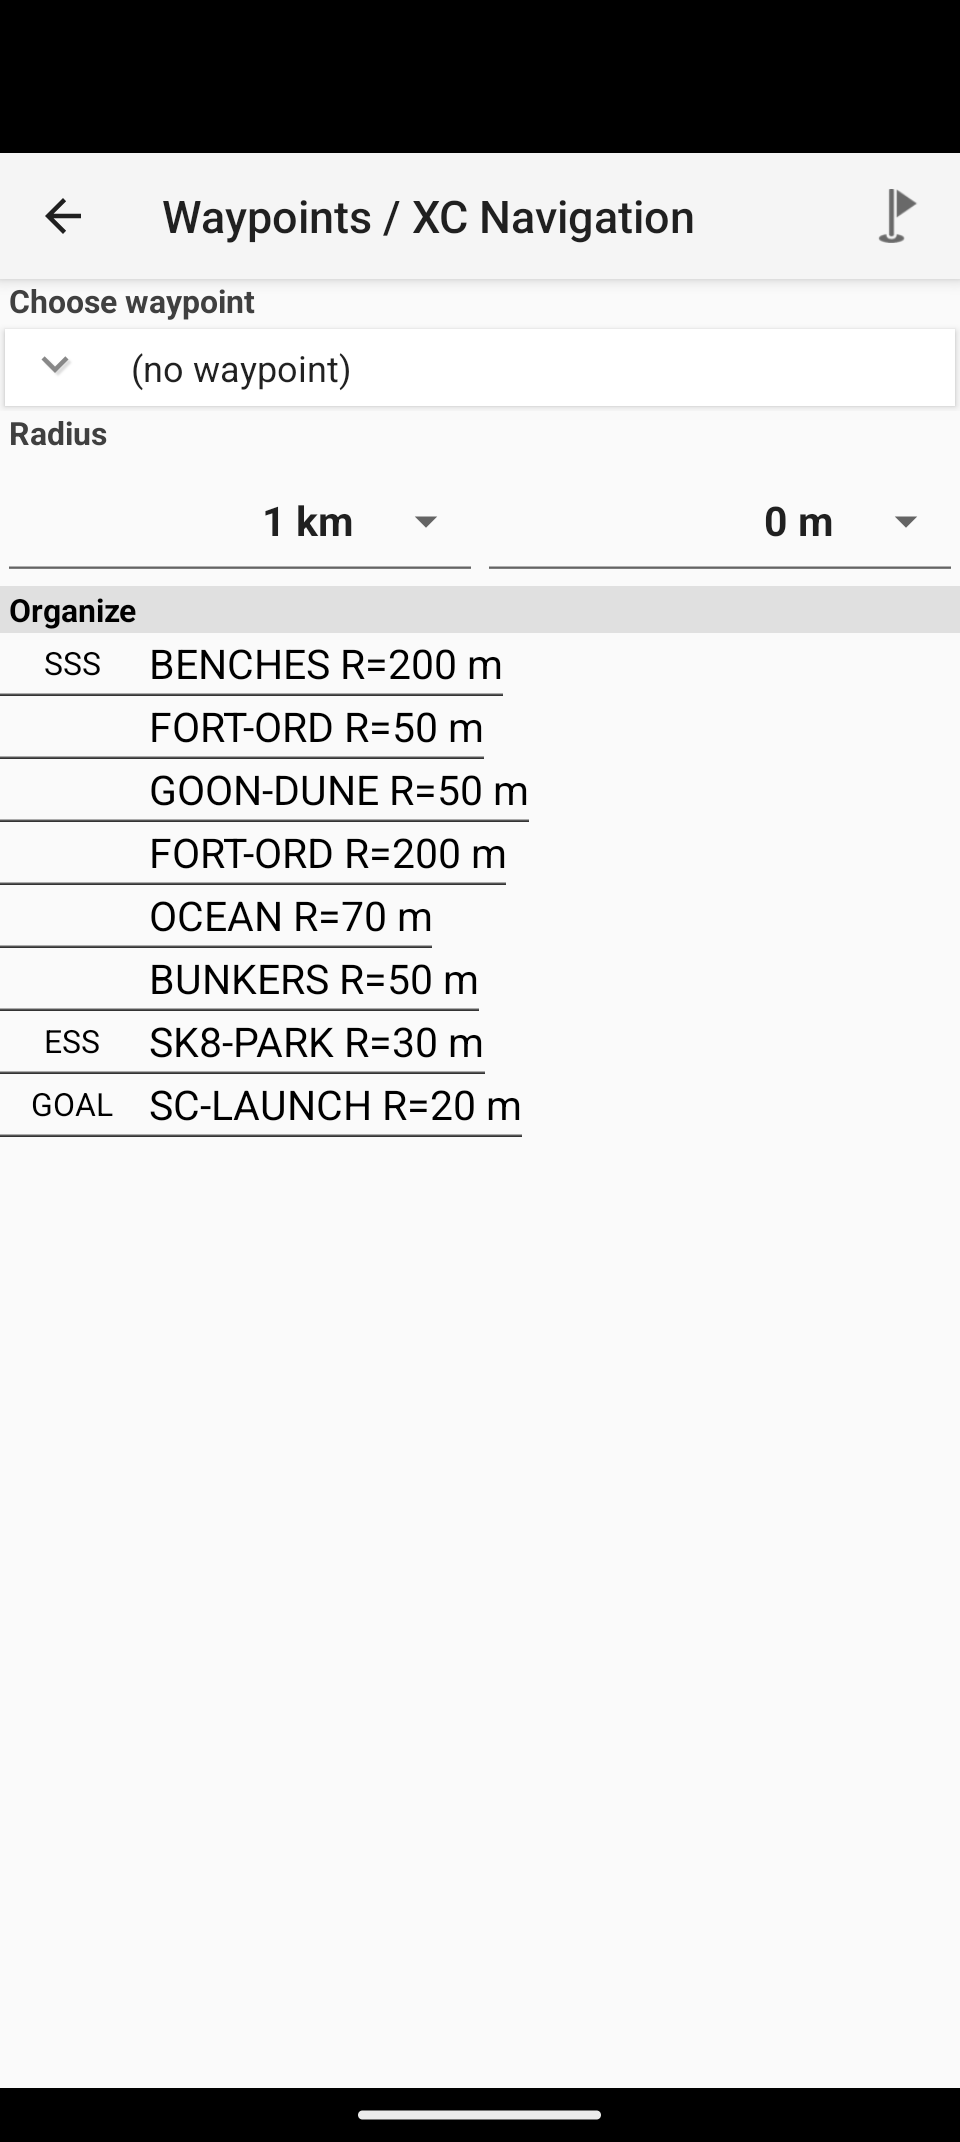 Waypoints / XC Navigation
Choose waypoint
(no waypoint)
Radius
1 km 0 m
Organize
SSS BENCHES R=200 m
FORT-ORD R=50 m
GOON-DUNE R=50 m
FORT-ORD R=200 m
OCEAN R=70 m
BUNKERS R=50 m
ESS SK8-PARK R=30 m
GOAL SC-LAUNCH R=20 m